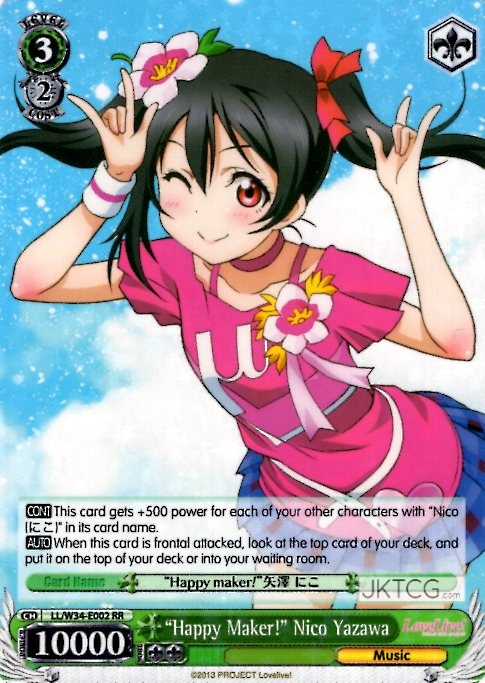 LEVEL
3
2
COST
μ
CONT This card gets +500 power for each of your other characters with "Nico
[にこ]" in its card name.
AUTO When this card is frontal attacked, look at the top card of your deck, and
put it on the top of your deck or into your waiting room.
Card Name "Happy maker!"矢澤 にこ
JKTCG.com
LL/W34-E002 RR
"Happy Maker!" Nico Yazawa
LoveLive!
POWER 10000
SOUL
Music
©2013 PROJECT Lovelive!